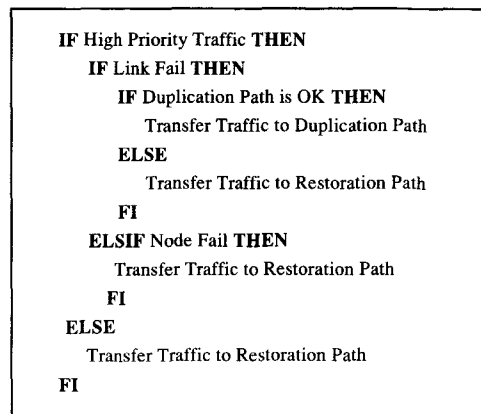 IF High Priority Traffic THEN
IF Link Fail THEN
IF Duplication Path is OK THEN
Transfer Traffic to Duplication Path
ELSE
Transfer Traffic to Restoration Path
FI
ELSIF Node Fail THEN
Transfer Traffic to Restoration Path
FI
ELSE
Transfer Traffic to Restoration Path
FI